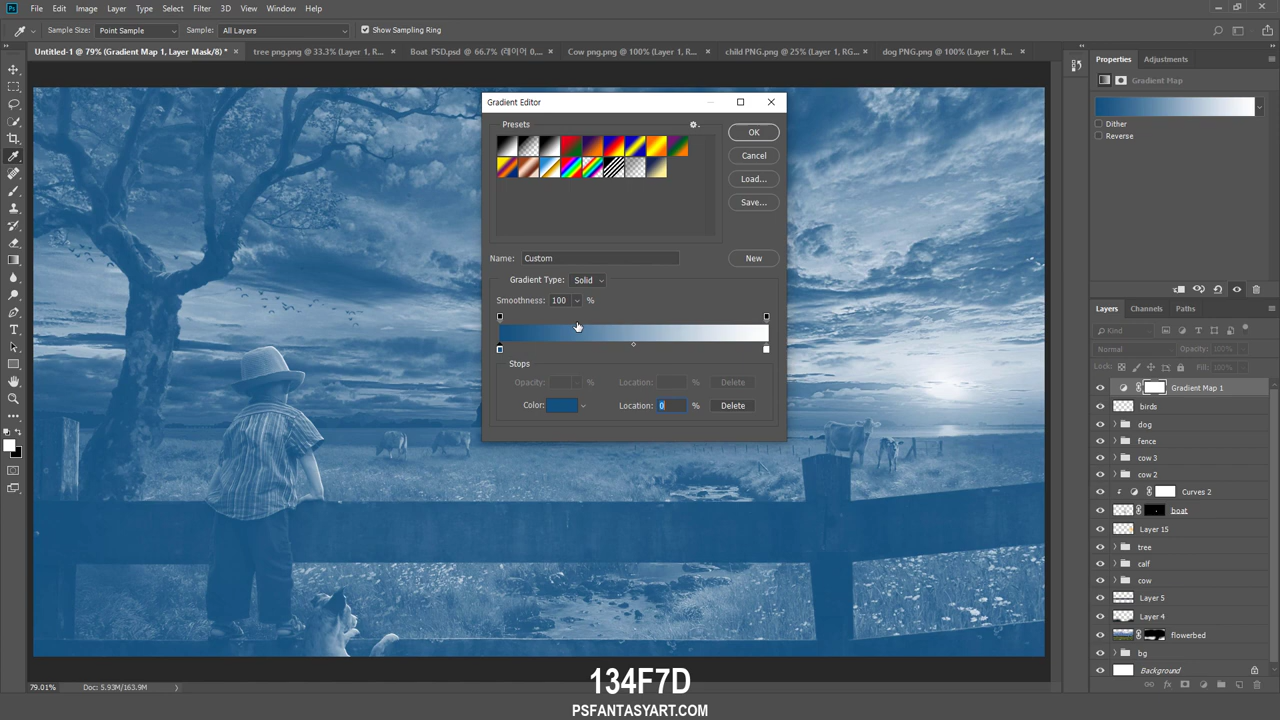 Ps File Edit Image Layer Type Select Filter 3D View Window Help
Sample Size: Point Sample Sample: All Layers Show Sampling Ring
Untitled-1 @ 79% (Gradient Map 1, Layer Mask/8) * × tree png.png @ 33.3% (Layer 1, R... × Boat PSD.psd @ 66.7% (레이어 0,... × Cow png.png @ 100% (Layer 1, R... × child PNG.png @ 25% (Layer 1, RG... × dog PNG.png @ 100% (Layer 1, R... ×
Properties Adjustments
Gradient Map
Dither
Reverse
Gradient Editor
Presets
OK
Cancel
Load...
Save...
Name: Custom New
Gradient Type: Solid
Smoothness: 100 %
Stops
Opacity: % Location: % Delete
Color: Location: 0 % Delete
Layers Channels Paths
Kind
Normal Opacity: 100%
Lock: Fill: 100%
Gradient Map 1
birds
dog
fence
cow 3
cow 2
Curves 2
boat
Layer 15
tree
calf
cow
Layer 5
Layer 4
flowerbed
bg
Background
79.01% Doc: 5.93M/163.9M
134F7D
PSFANTASYART.COM